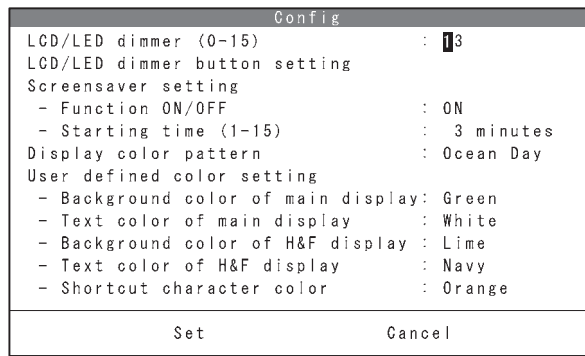 Config
LCD/LED dimmer (0-15) : 13
LCD/LED dimmer button setting
Screensaver setting
- Function ON/OFF : ON
- Starting time (1-15) : 3 minutes
Display color pattern : Ocean Day
User defined color setting
- Background color of main display: Green
- Text color of main display : White
- Background color of H&F display : Lime
- Text color of H&F display : Navy
- Shortcut character color : Orange
Set Cancel